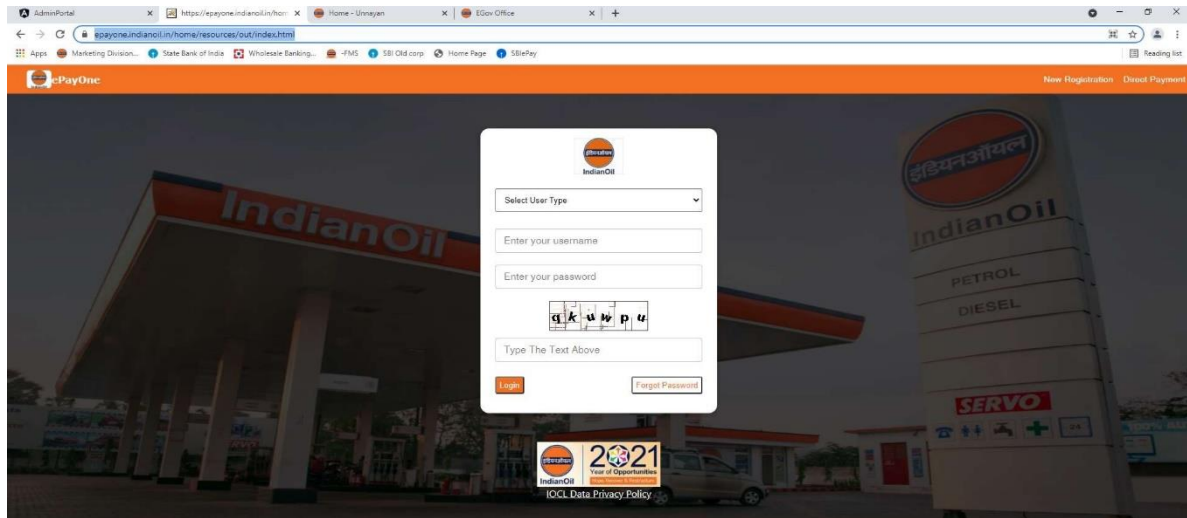 AdminPortal
https://epayone.indianoil.in/hom
Home - Unnayan
EGov Office
epayone.indianoil.in/home/resources/out/index.html
Apps
Marketing Division...
State Bank of India
Wholesale Banking...
-FMS
SBI Old corp
Home Page
SBIePay
Reading list
ePayOne
New Registration
Direct Payment
इंडियनऑयल
IndianOil
Select User Type
Enter your username
Enter your password
qkuwpu
Type The Text Above
Login
Forgot Password
IndianOil
इंडियनऑयल
IndianOil
PETROL
DIESEL
SERVO
24
इंडियनऑयल
IndianOil
2021
Year of Opportunities
IOCL Data Privacy Policy